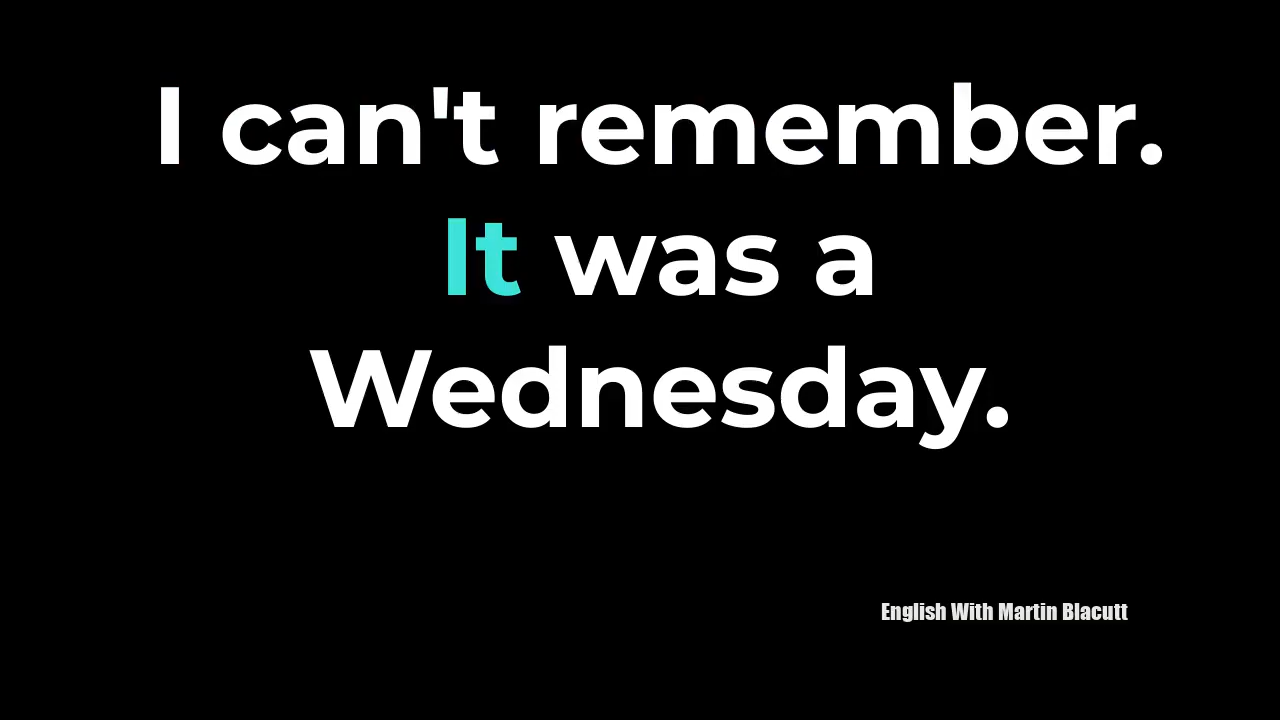 I can't remember.
It was a
Wednesday.
English With Martin Blacutt